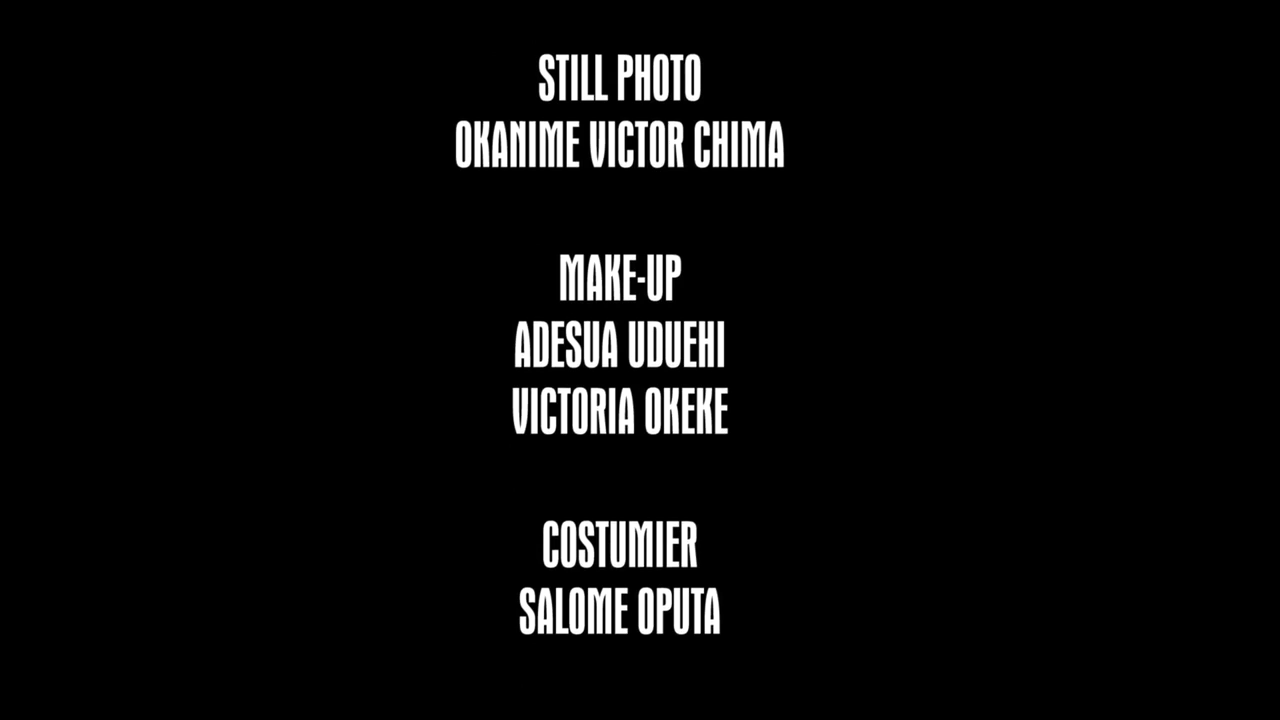 STILL PHOTO
OKANIME VICTOR CHIMA
MAKE-UP
ADESUA UDUEHI
VICTORIA OKEKE
COSTUMIER
SALOME OPUTA